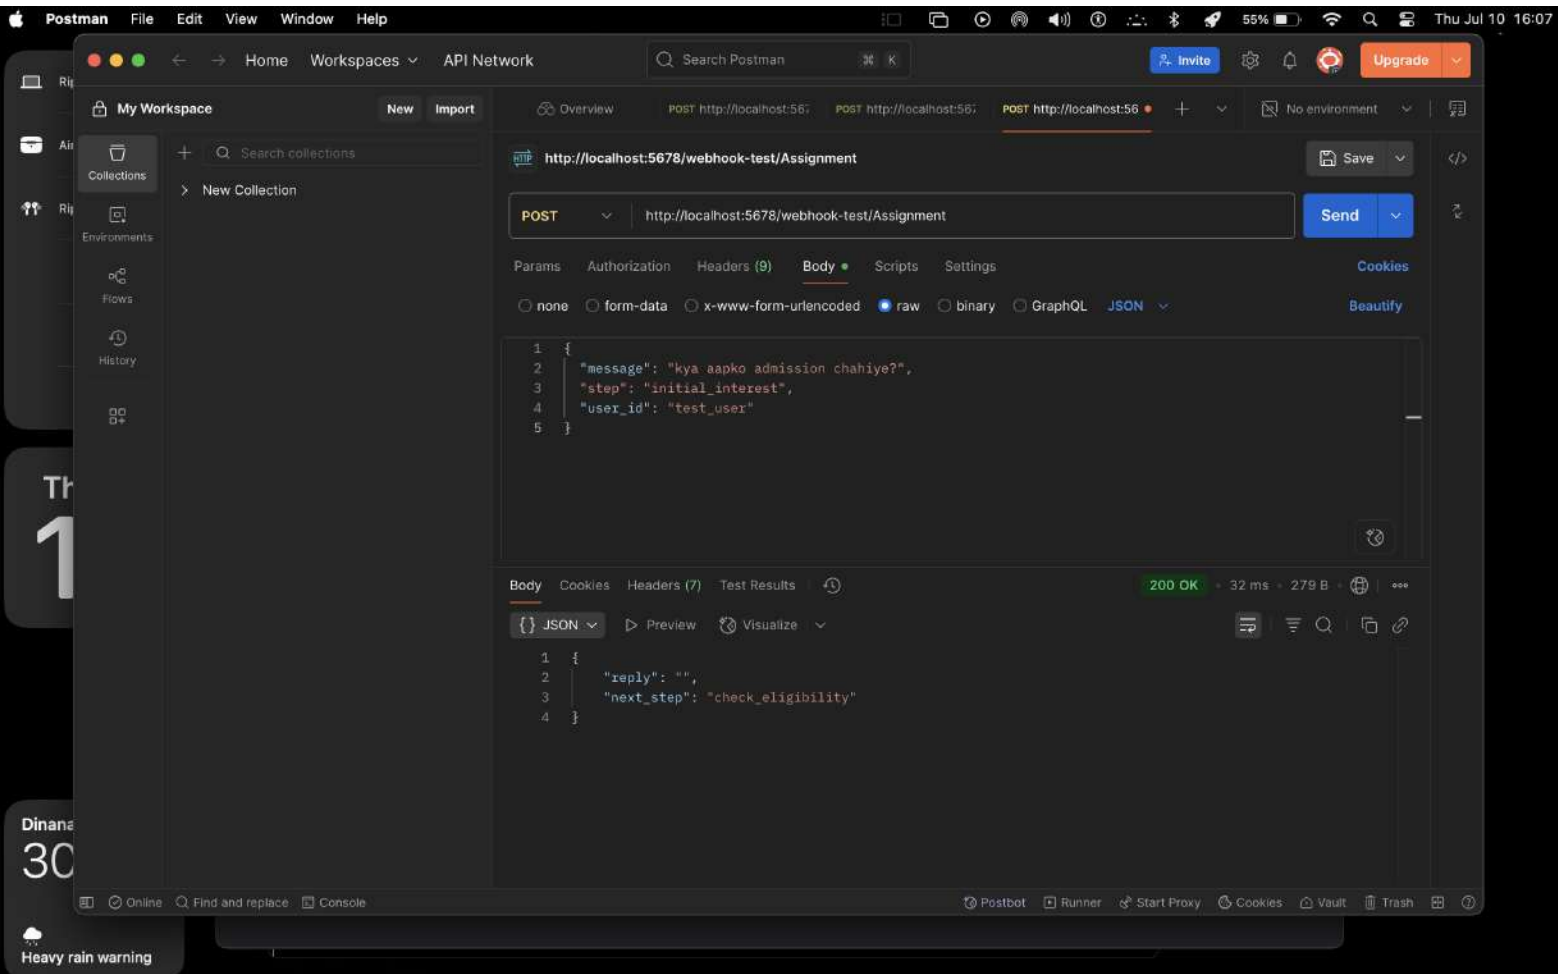 Postman File Edit View Window Help 55% Thu Jul 10 16:07
Home Workspaces API Network Search Postman ⌘ K Invite Upgrade
My Workspace New Import Overview POST http://localhost:567 POST http://localhost:567 POST http://localhost:56 No environment
Collections
Search collections
New Collection
Environments
Flows
History
HTTP http://localhost:5678/webhook-test/Assignment Save
POST http://localhost:5678/webhook-test/Assignment Send
Params Authorization Headers (9) Body Scripts Settings Cookies
none form-data x-www-form-urlencoded raw binary GraphQL JSON Beautify
1 {
2 "message": "kya aapko admission chahiye?",
3 "step": "initial_interest",
4 "user_id": "test_user"
5 }
Body Cookies Headers (7) Test Results 200 OK 32 ms 279 B
{} JSON Preview Visualize
1 {
2 "reply": "",
3 "next_step": "check_eligibility"
4 }
Online Find and replace Console Postbot Runner Start Proxy Cookies Vault Trash
30
Heavy rain warning